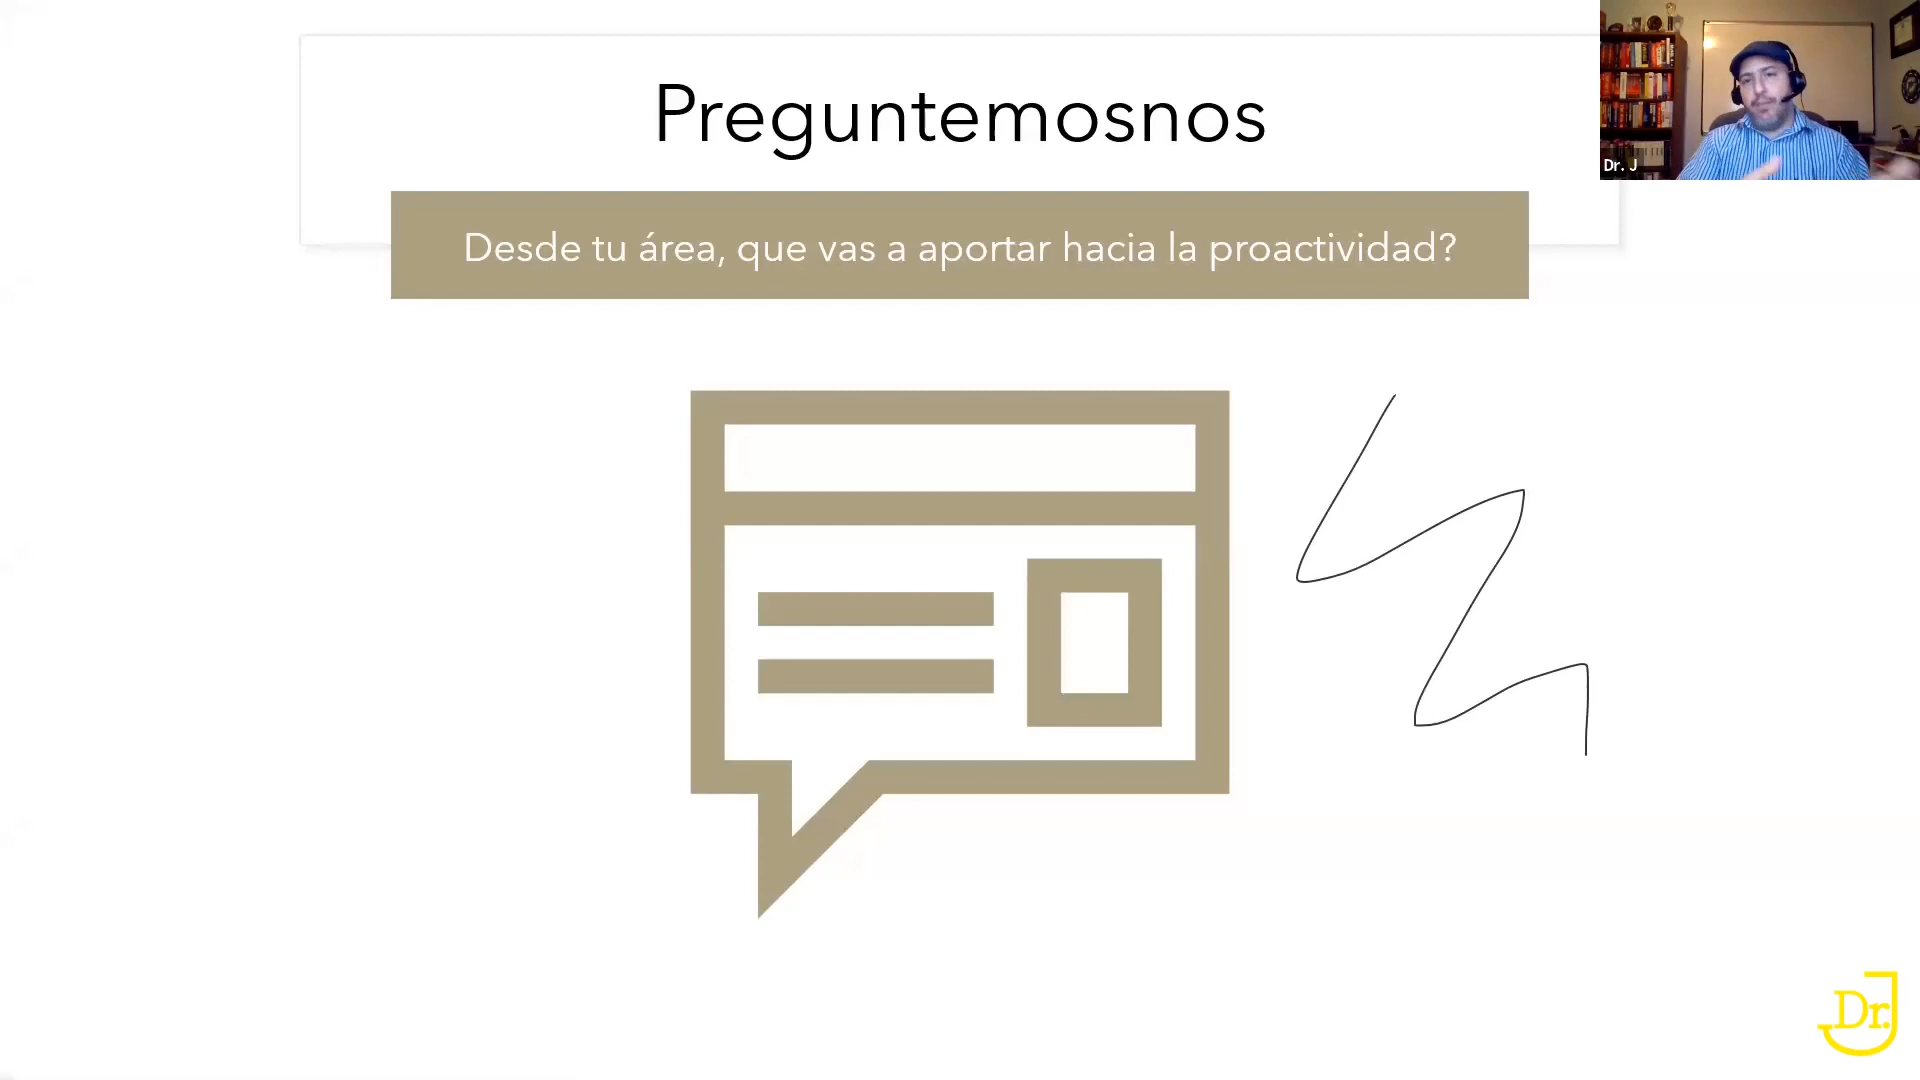 Preguntemosnos
Desde tu área, que vas a aportar hacia la proactividad?
Dr. J
Dr.J